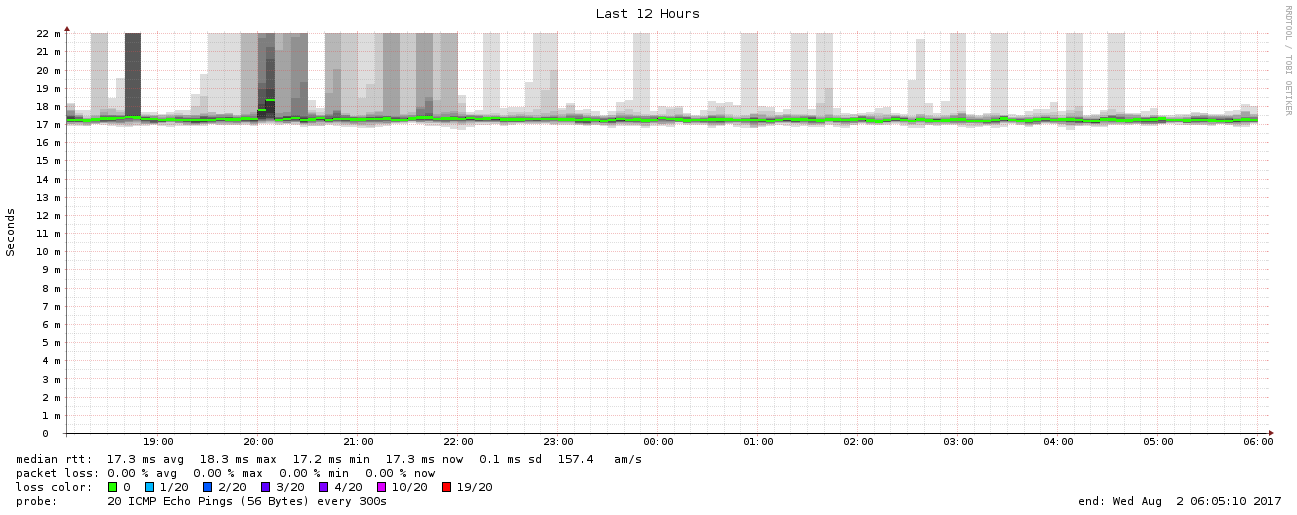 Last 12 Hours
RRDTOOL / TOBI OETIKER
Seconds
22 m
21 m
20 m
19 m
18 m
17 m
16 m
15 m
14 m
13 m
12 m
11 m
10 m
9 m
8 m
7 m
6 m
5 m
4 m
3 m
2 m
1 m
0
19:00 20:00 21:00 22:00 23:00 00:00 01:00 02:00 03:00 04:00 05:00 06:00
median rtt: 17.3 ms avg 18.3 ms max 17.2 ms min 17.3 ms now 0.1 ms sd 157.4 am/s
packet loss: 0.00 % avg 0.00 % max 0.00 % min 0.00 % now
loss color: 0 1/20 2/20 3/20 4/20 10/20 19/20
probe: 20 ICMP Echo Pings (56 Bytes) every 300s end: Wed Aug 2 06:05:10 2017